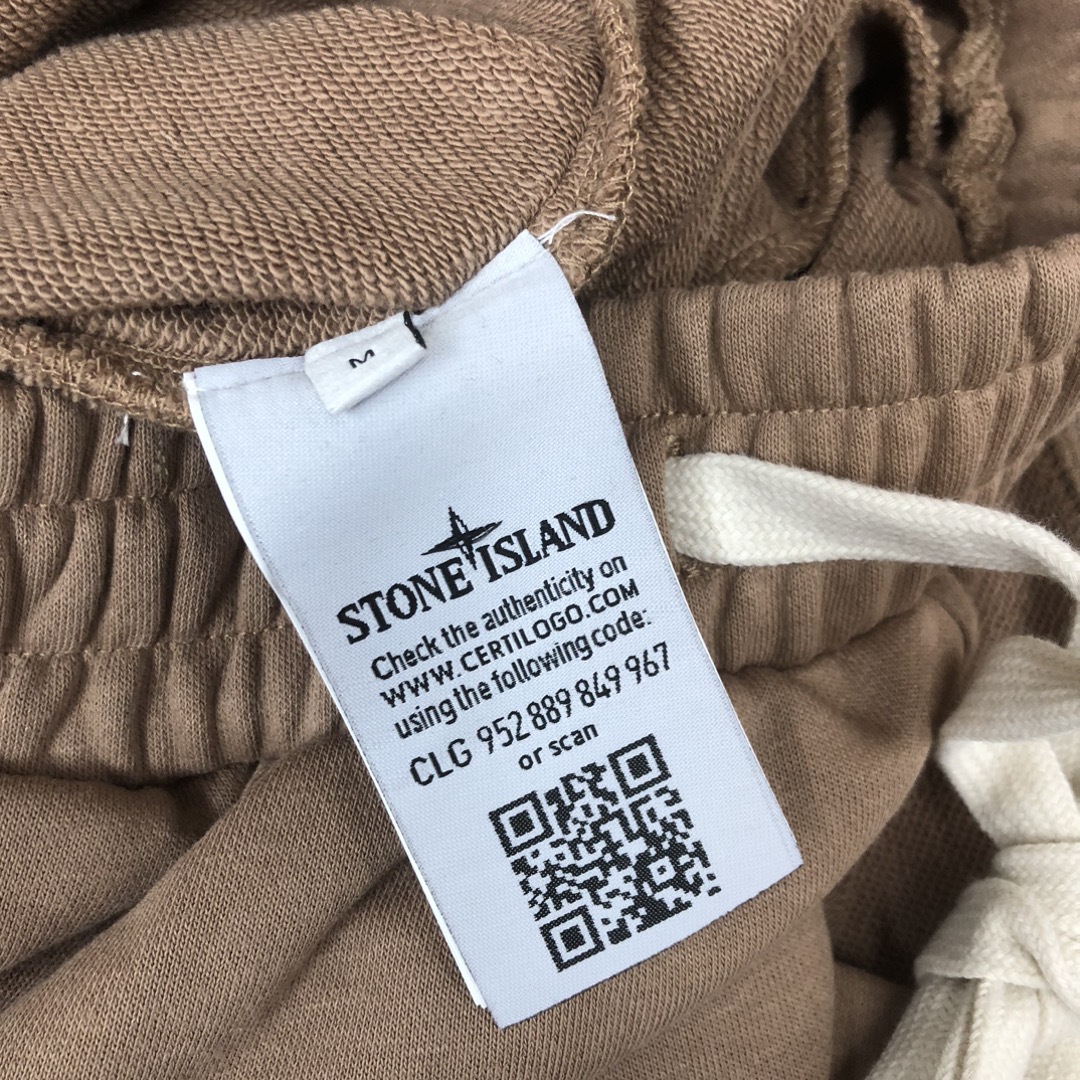 M
STONE ISLAND
Check the authenticity on
WWW.CERTILOGO.COM
using the following code:
CLG 952 889 849 967
or scan